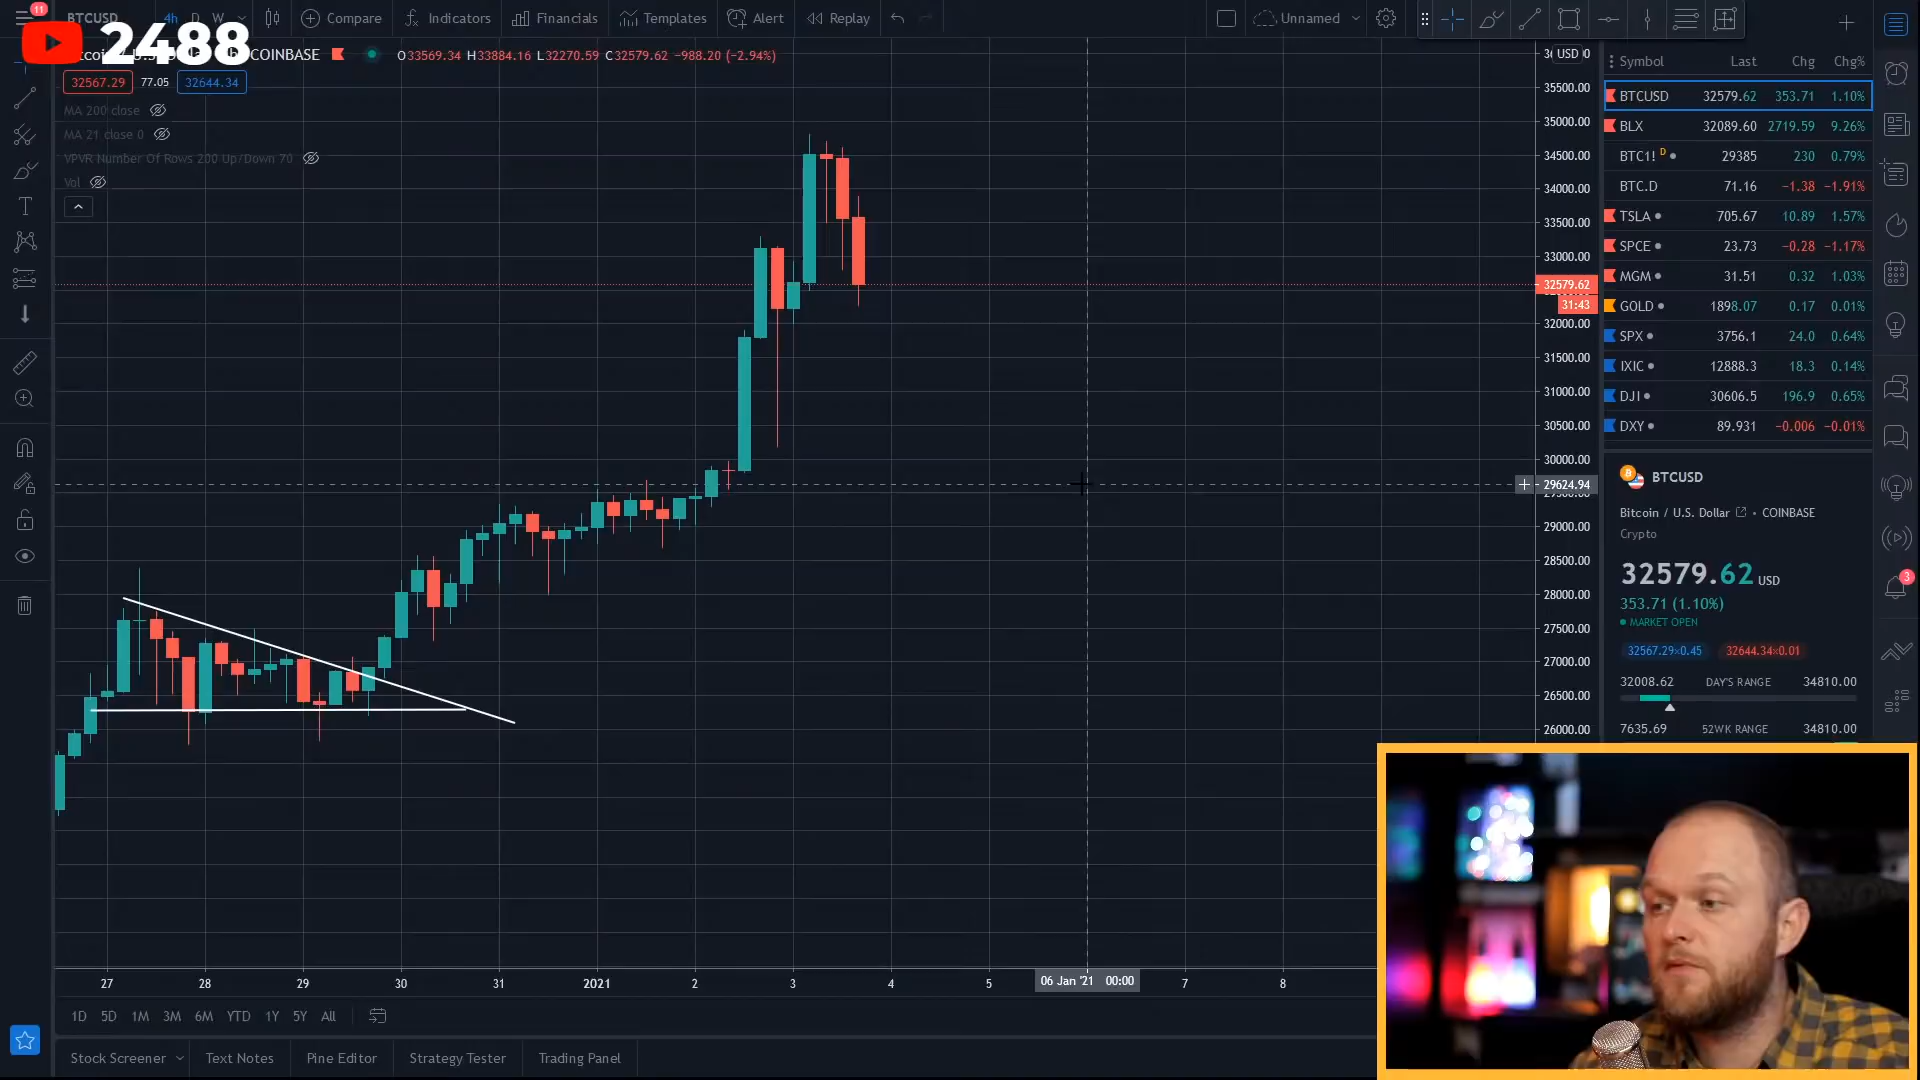 11
BTCUSD 4h D W Compare Indicators Financials Templates Alert Replay Unnamed
2488
COINBASE O33569.34 H33884.16 L32270.59 C32579.62 −988.20 (−2.94%)
32567.29 77.05 32644.34
MA 200 close
MA 21 close 0
VPVR Number Of Rows 200 Up/Down 70
Vol
USD
35500.00
35000.00
34500.00
34000.00
33500.00
33000.00
32579.62
31:43
32000.00
31500.00
31000.00
30500.00
30000.00
29624.94
29000.00
28500.00
28000.00
27500.00
27000.00
26500.00
26000.00
27 28 29 30 31 2021 2 3 4 5 06 Jan '21 00:00 7 8
1D 5D 1M 3M 6M YTD 1Y 5Y All
Stock Screener Text Notes Pine Editor Strategy Tester Trading Panel
Symbol Last Chg Chg%
BTCUSD 32579.62 353.71 1.10%
BLX 32089.60 2719.59 9.26%
BTC1! D 29385 230 0.79%
BTC.D 71.16 −1.38 −1.91%
TSLA 705.67 10.89 1.57%
SPCE 23.73 −0.28 −1.17%
MGM 31.51 0.32 1.03%
GOLD 1898.07 0.17 0.01%
SPX 3756.1 24.0 0.64%
IXIC 12888.3 18.3 0.14%
DJI 30606.5 196.9 0.65%
DXY 89.931 −0.006 −0.01%
BTCUSD
Bitcoin / U.S. Dollar • COINBASE
Crypto
32579.62 USD
353.71 (1.10%)
MARKET OPEN
32567.29×0.45 32644.34×0.01
3
32008.62 DAY'S RANGE 34810.00
7635.69 52WK RANGE 34810.00